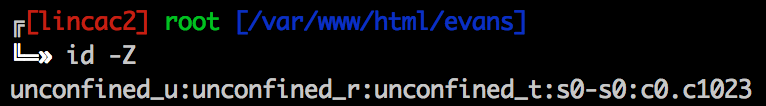 ╔[lincac2] root [/var/www/html/evans]
╚═» id -Z
unconfined_u:unconfined_r:unconfined_t:s0-s0:c0.c1023